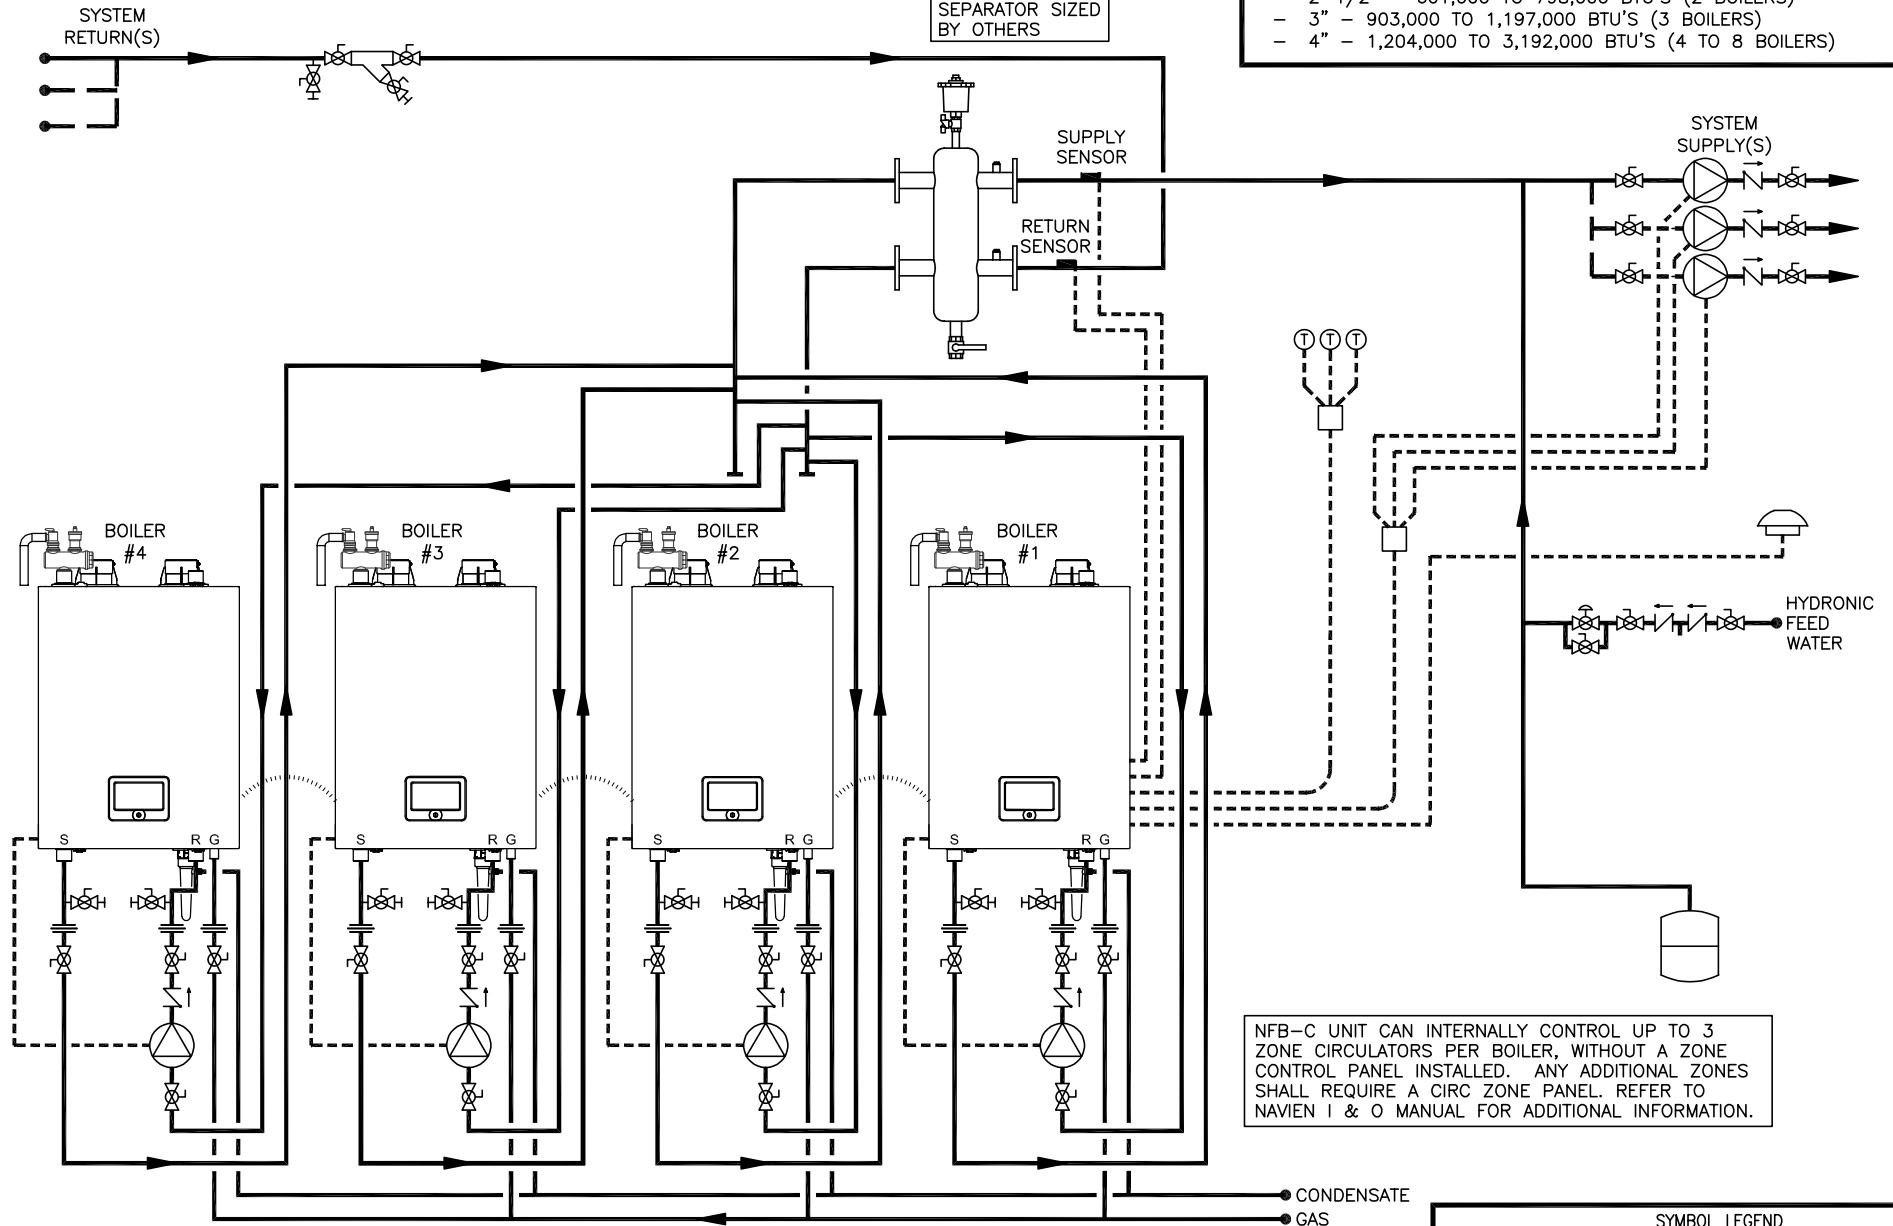 SYSTEM
RETURN(S)
SEPARATOR SIZED
BY OTHERS
– 3” – 903,000 TO 1,197,000 BTU'S (3 BOILERS)
– 4” – 1,204,000 TO 3,192,000 BTU'S (4 TO 8 BOILERS)
SUPPLY
SENSOR
RETURN
SENSOR
SYSTEM
SUPPLY(S)
T T T
BOILER
#4
BOILER
#3
BOILER
#2
BOILER
#1
HYDRONIC
FEED
WATER
S R G
S R G
S R G
S R G
NFB–C UNIT CAN INTERNALLY CONTROL UP TO 3
ZONE CIRCULATORS PER BOILER, WITHOUT A ZONE
CONTROL PANEL INSTALLED. ANY ADDITIONAL ZONES
SHALL REQUIRE A CIRC ZONE PANEL. REFER TO
NAVIEN I & O MANUAL FOR ADDITIONAL INFORMATION.
CONDENSATE
GAS
SYMBOL LEGEND